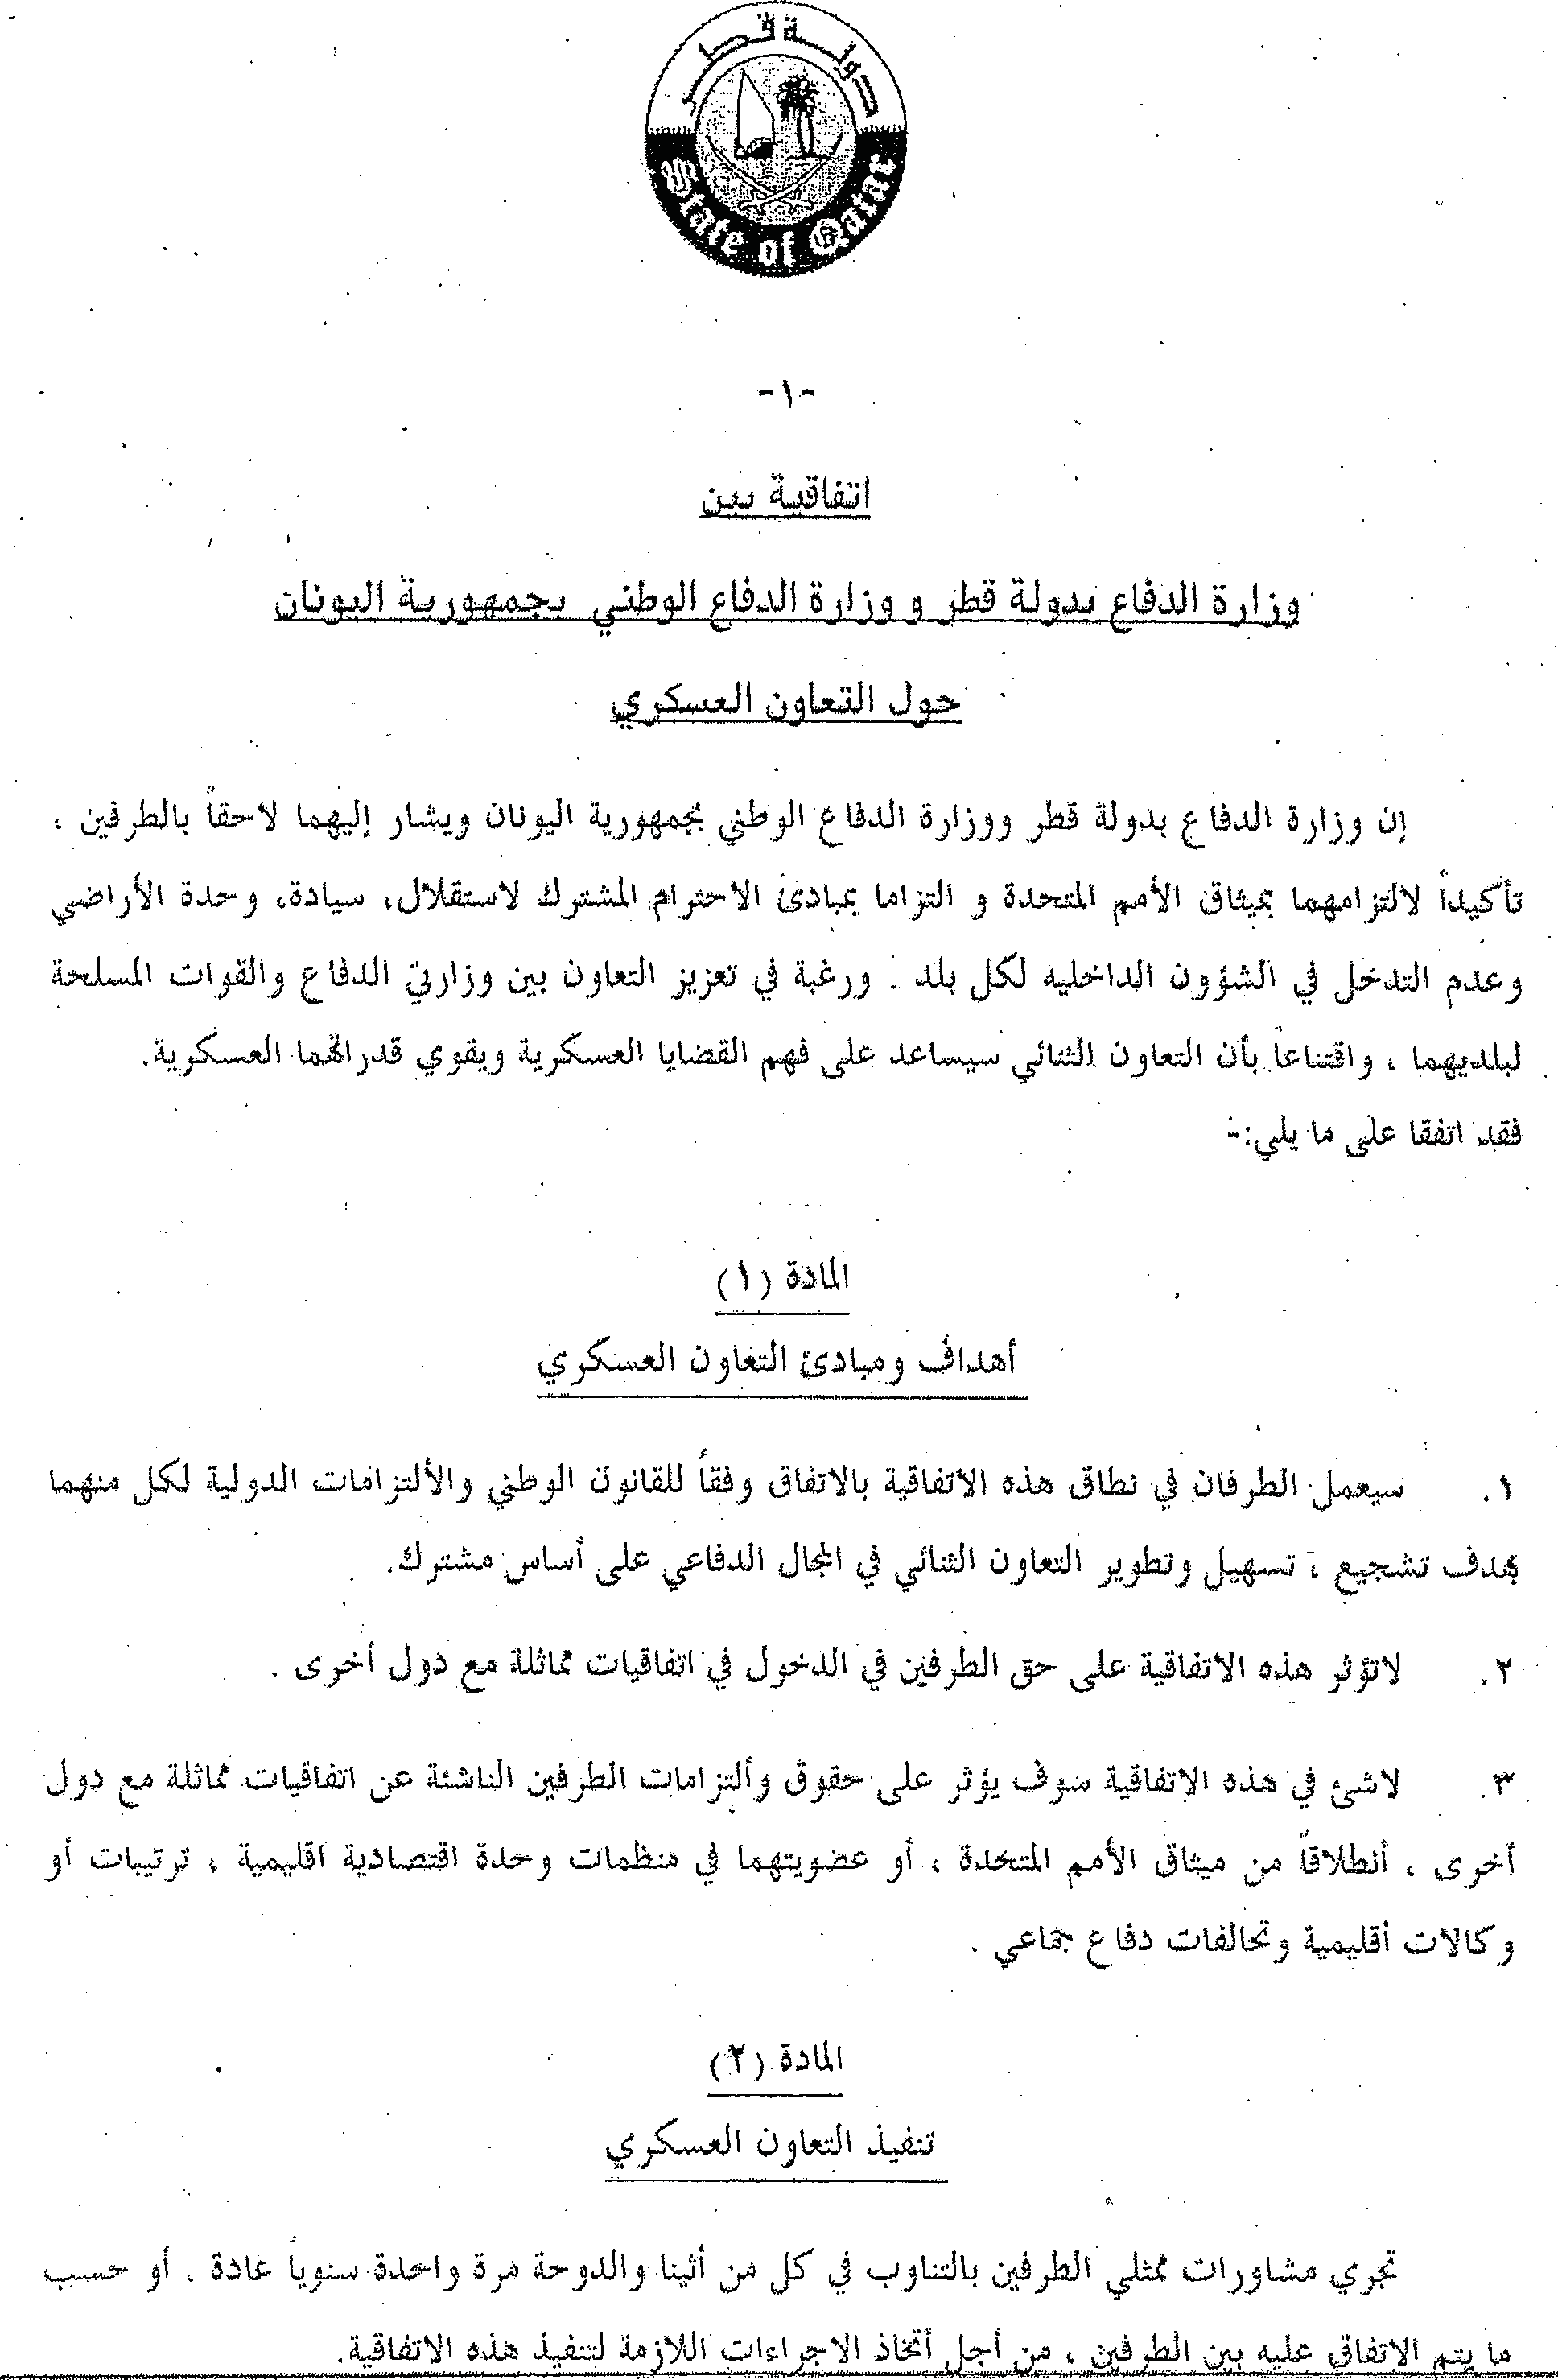 دولة قطر
State of Qatar
-١-
اتفاقية بين
وزارة الدفاع بدولة قطر و وزارة الدفاع الوطني بجمهورية اليونان
حول التعاون العسكري
إن وزارة الدفاع بدولة قطر ووزارة الدفاع الوطني بجمهورية اليونان ويشار إليهما لاحقاً بالطرفين ،
تأكيداً لالتزامهما بميثاق الأمم المتحدة و التزاما بمبادئ الاحترام المشترك لاستقلال، سيادة، وحدة الأراضي
وعدم التدخل في الشؤون الداخليه لكل بلد . ورغبة في تعزيز التعاون بين وزارتي الدفاع والقوات المسلحة
لبلديهما ، واقتناعاً بأن التعاون الثنائي سيساعد على فهم القضايا العسكرية ويقوي قدراتهما العسكرية.
فقد اتفقا على ما يلي:-
المادة (١)
أهداف ومبادئ التعاون العسكري
١. سيعمل الطرفان في نطاق هذه الاتفاقية بالاتفاق وفقاً للقانون الوطني والألتزامات الدولية لكل منهما
بهدف تشجيع ، تسهيل وتطوير التعاون الثنائي في المجال الدفاعي على أساس مشترك.
٢. لاتؤثر هذه الاتفاقية على حق الطرفين في الدخول في اتفاقيات مماثلة مع دول أخرى .
٣. لاشئ في هذه الاتفاقية سوف يؤثر على حقوق وألتزامات الطرفين الناشئة عن اتفاقيات مماثلة مع دول
أخرى ، أنطلاقاً من ميثاق الأمم المتحدة ، أو عضويتهما في منظمات وحدة اقتصادية اقليمية ، ترتيبات أو
وكالات أقليمية وتحالفات دفاع جماعي .
المادة (٢)
تنفيذ التعاون العسكري
تجري مشاورات ممثلي الطرفين بالتناوب في كل من أثينا والدوحة مرة واحدة سنوياً عادة . أو حسب
ما يتم الاتفاق عليه بين الطرفين ، من أجل أتخاذ الاجراءات اللازمة لتنفيذ هذه الاتفاقية.